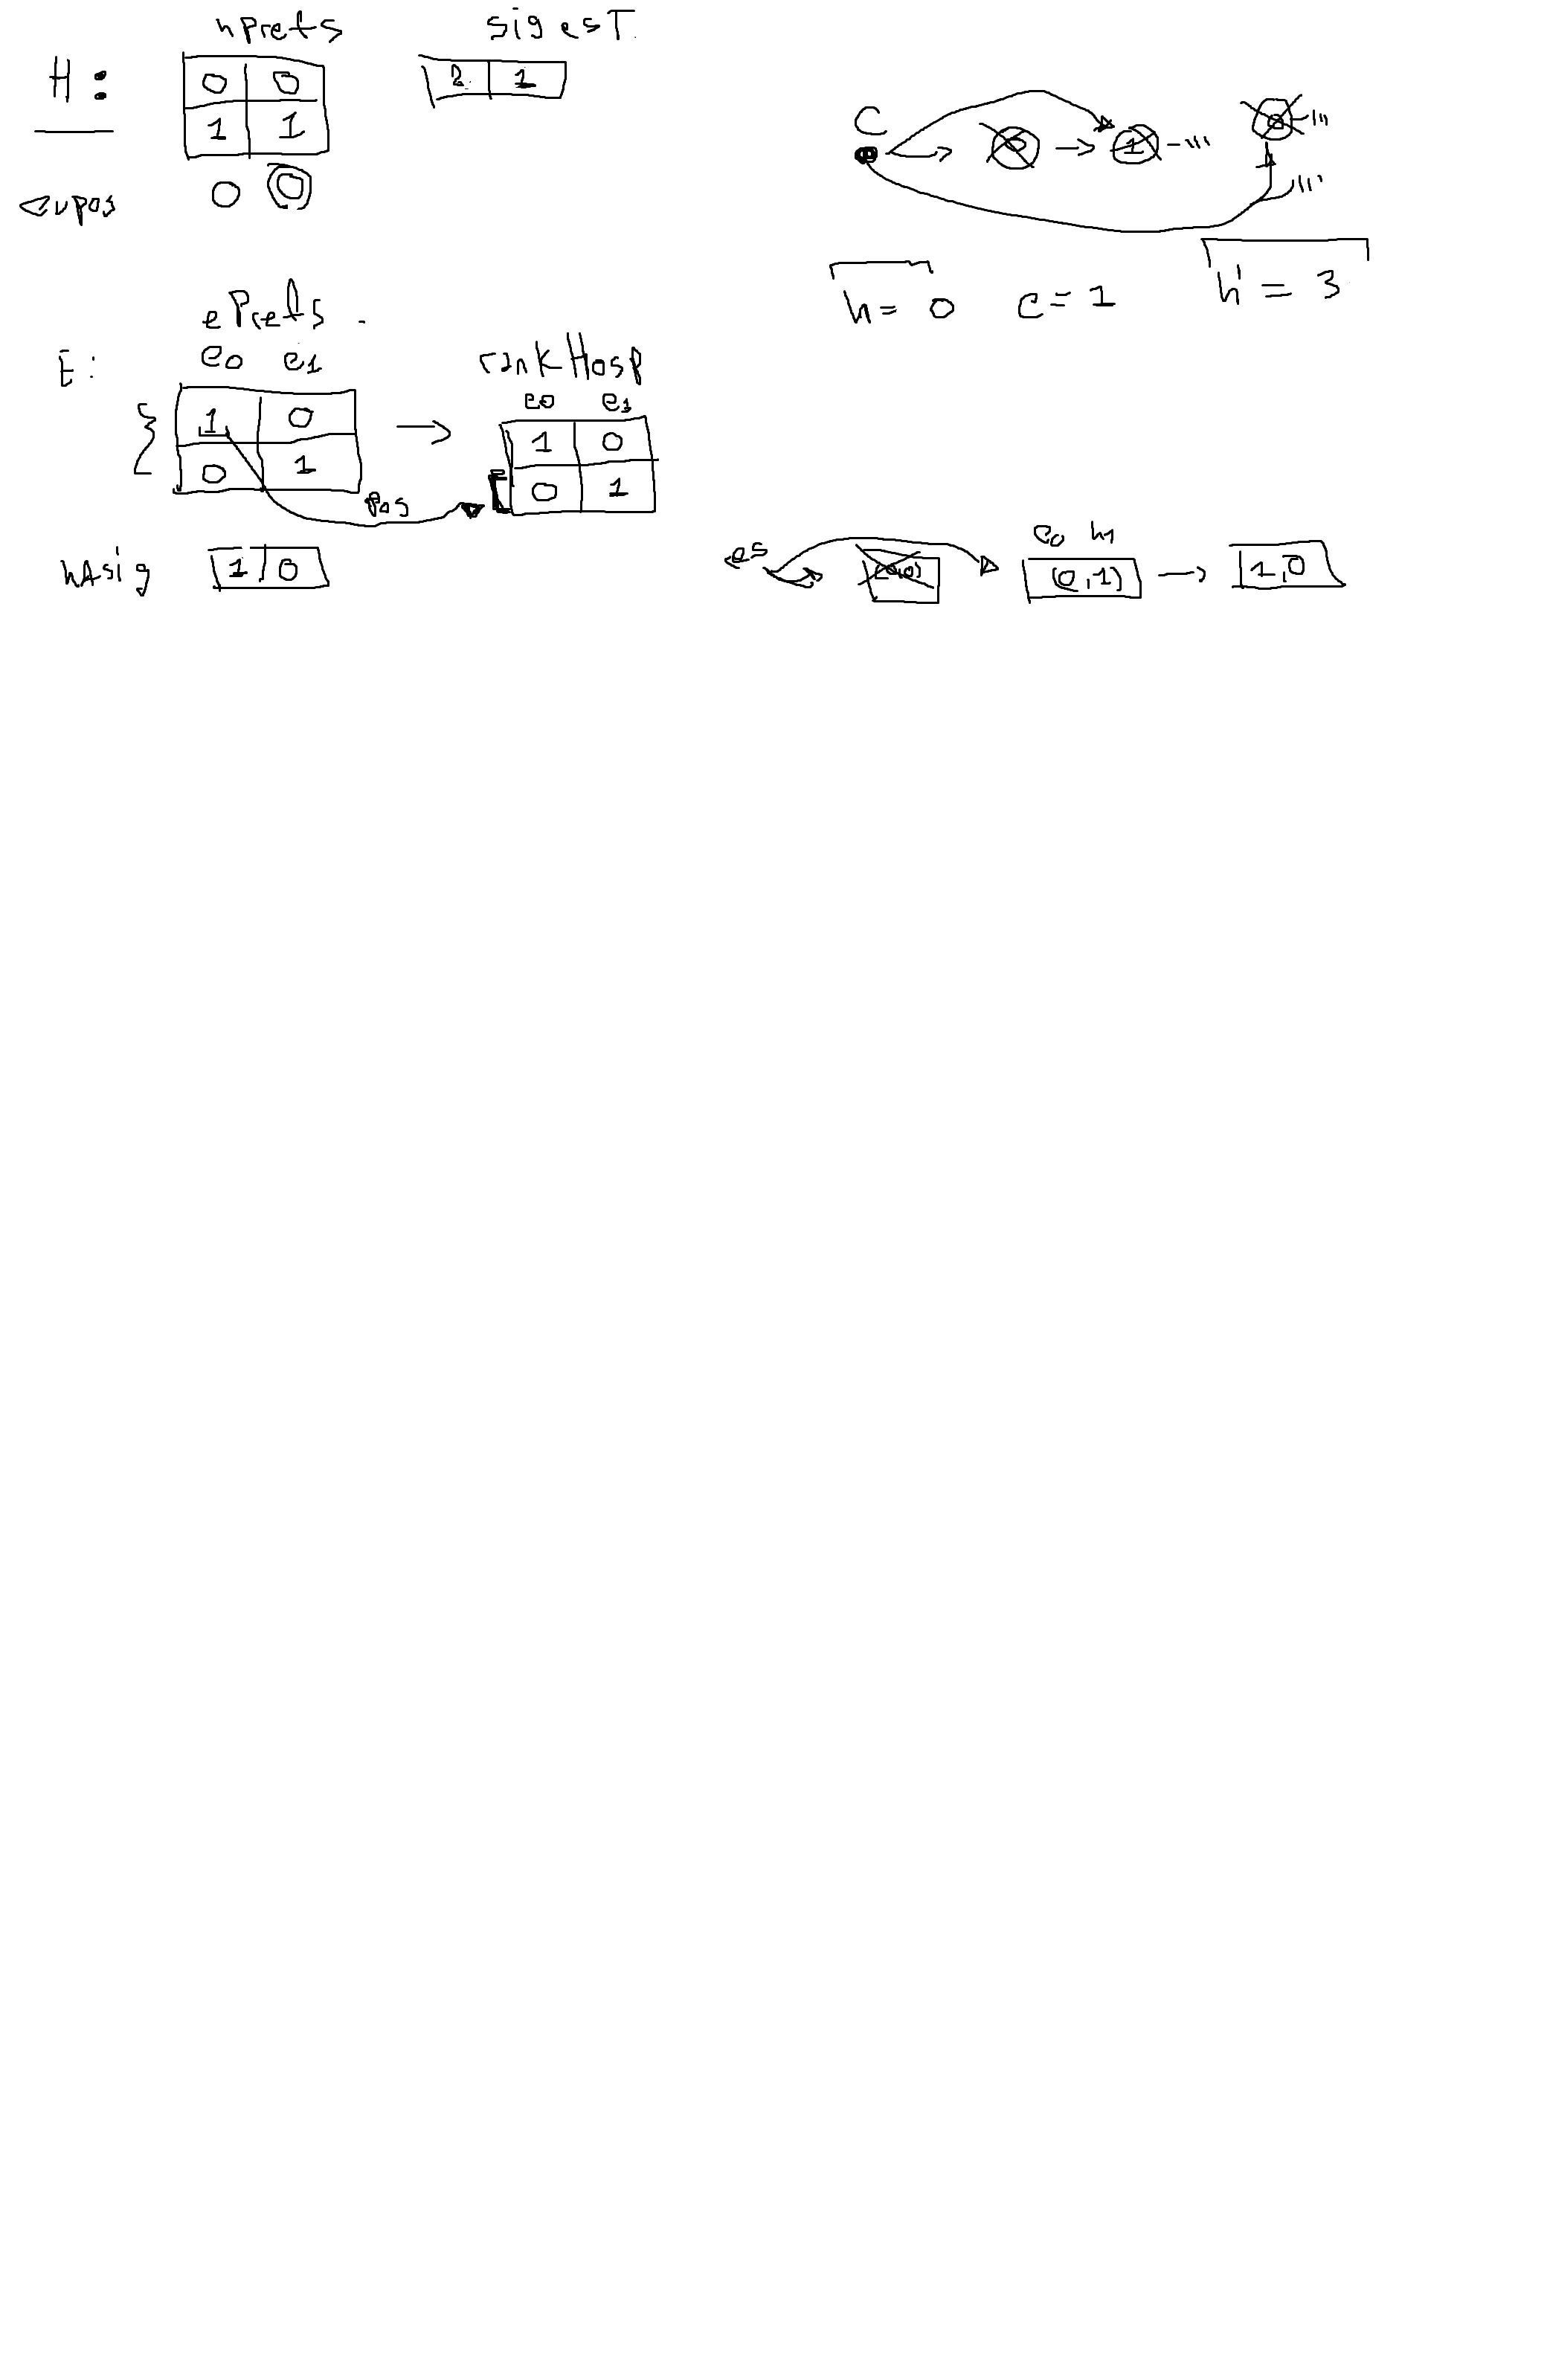 hPrefs sigesT
H: 0 0 2 1
1 1
cupos 0 0
C
0 1 0
h = 0 e = 1 h' = 3
ePrefs.
E: e0 e1 rankHosp
e0 e1
1 0 1 0
0 1 0 1
Pos
hAsig 1 0
es e0 h1
(0,0) (0,1) 1,0